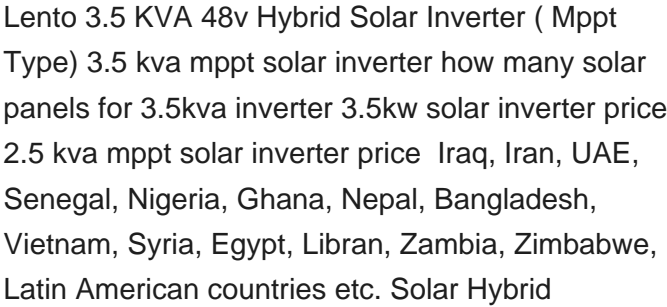 Lento 3.5 KVA 48v Hybrid Solar Inverter ( Mppt
Type) 3.5 kva mppt solar inverter how many solar
panels for 3.5kva inverter 3.5kw solar inverter price
2.5 kva mppt solar inverter price  Iraq, Iran, UAE,
Senegal, Nigeria, Ghana, Nepal, Bangladesh,
Vietnam, Syria, Egypt, Libran, Zambia, Zimbabwe,
Latin American countries etc. Solar Hybrid